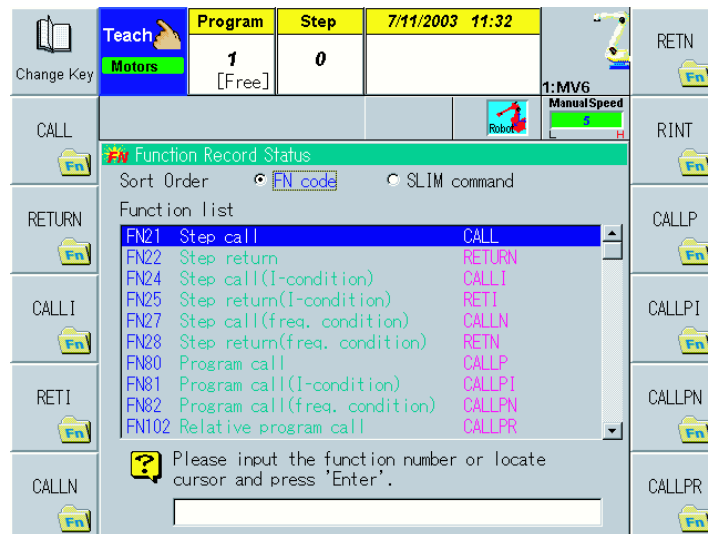 Change Key
Teach
Motors
Program
1
[Free]
Step
0
7/11/2003 11:32
1:MV6
Robot
Manual Speed
5
L H
CALL
Fn
RETURN
Fn
CALLI
Fn
RETI
Fn
CALLN
Fn
FN Function Record Status
Sort Order FN code SLIM command
Function list
FN21 Step call CALL
FN22 Step return RETURN
FN24 Step call(I-condition) CALLI
FN25 Step return(I-condition) RETI
FN27 Step call(freq. condition) CALLN
FN28 Step return(freq. condition) RETN
FN80 Program call CALLP
FN81 Program call(I-condition) CALLPI
FN82 Program call(freq. condition) CALLPN
FN102 Relative program call CALLPR
Please input the function number or locate
cursor and press 'Enter'.
RETN
Fn
RINT
Fn
CALLP
Fn
CALLPI
Fn
CALLPN
Fn
CALLPR
Fn